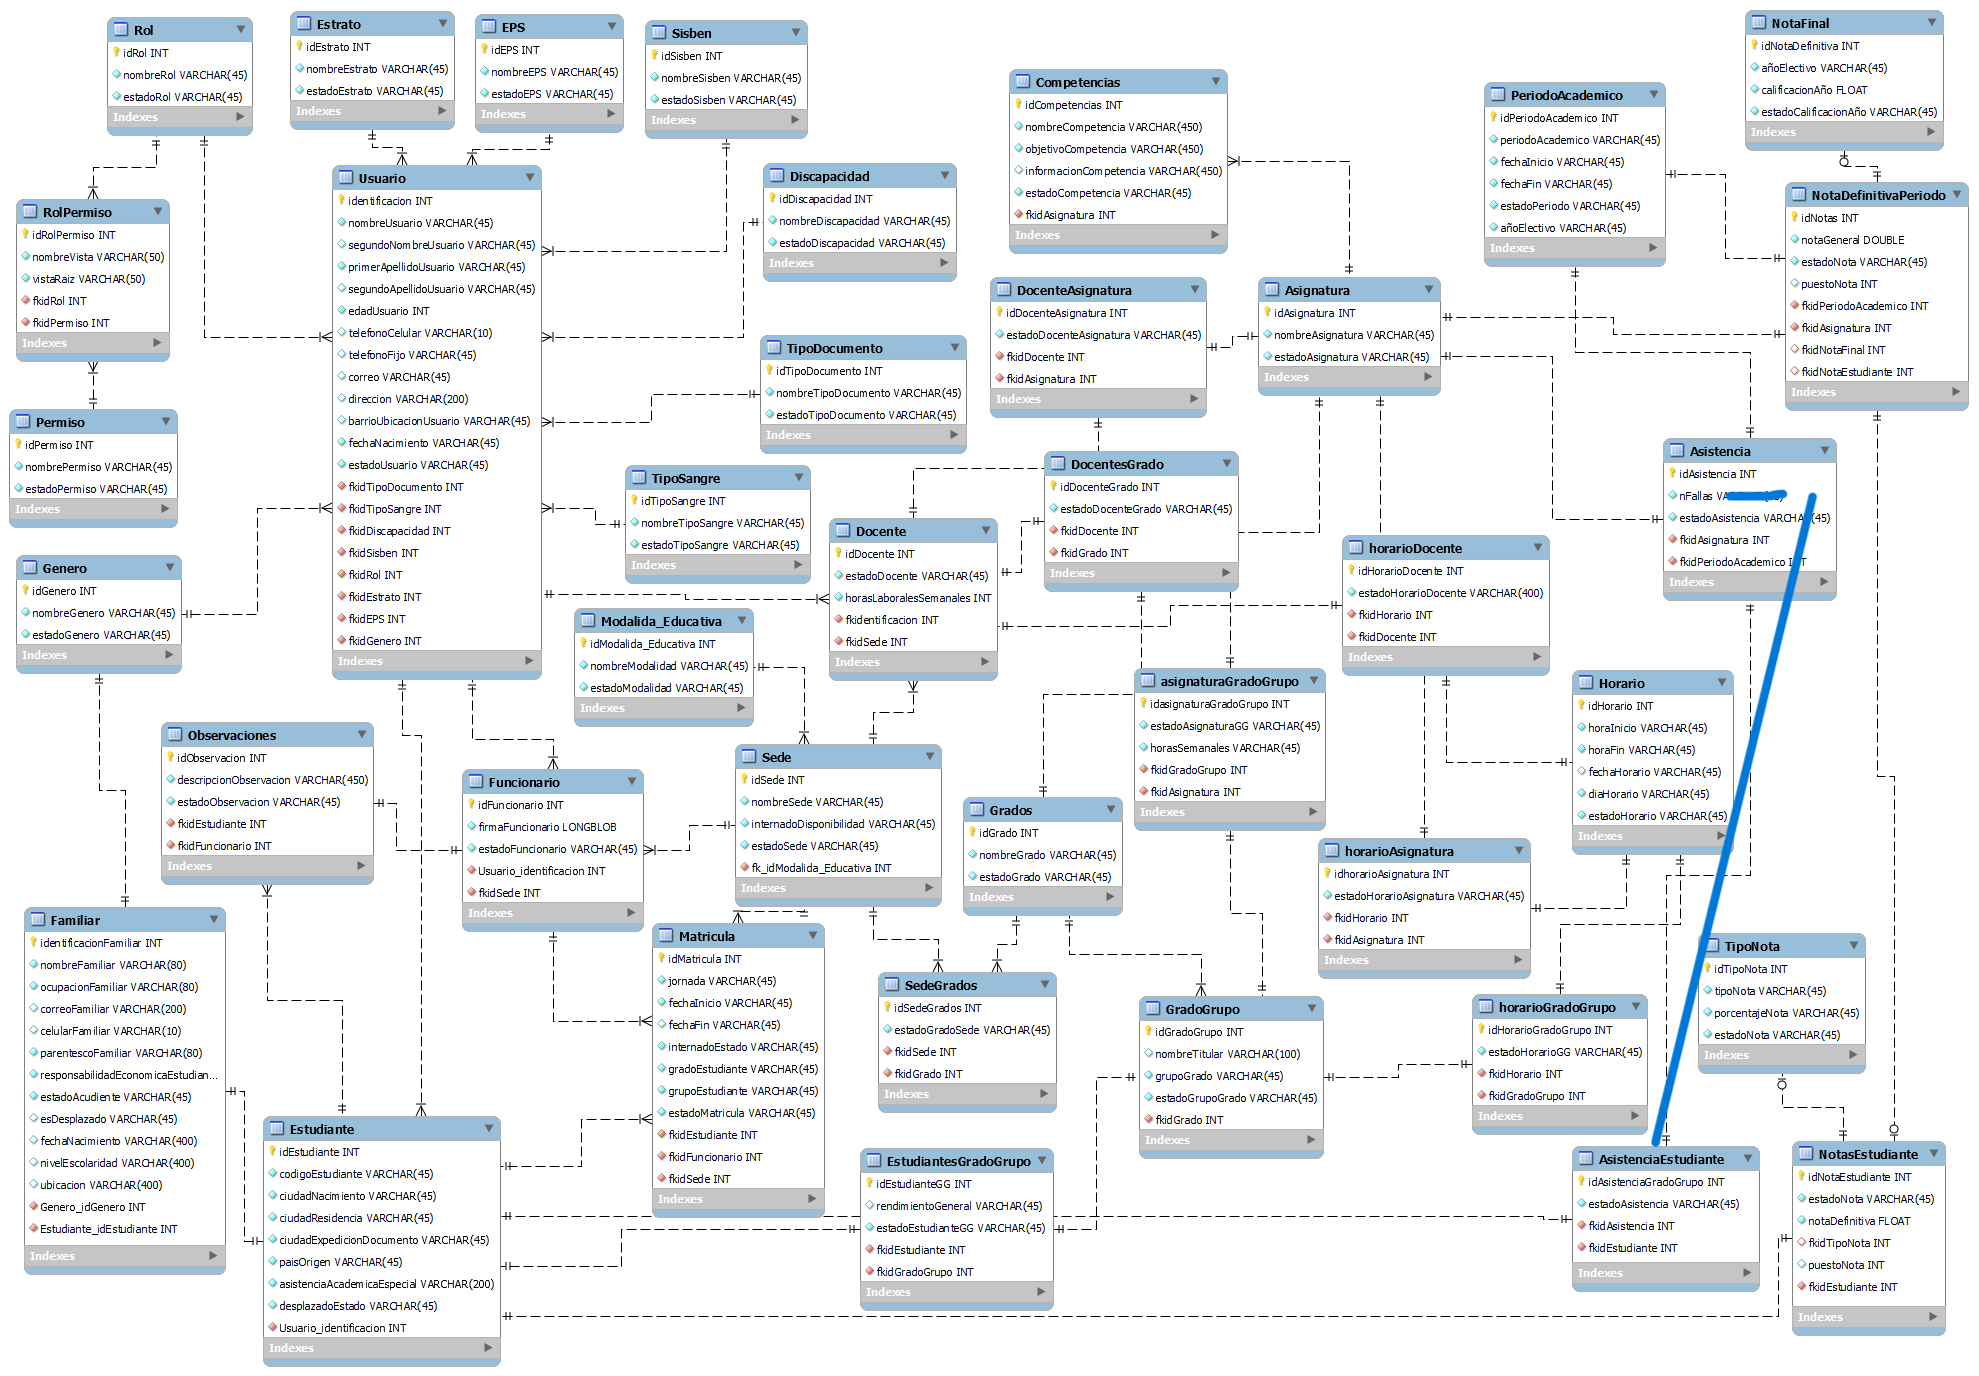 Rol
idRol INT
nombreRol VARCHAR(45)
estadoRol VARCHAR(45)
Indexes
Estrato
idEstrato INT
nombreEstrato VARCHAR(45)
estadoEstrato VARCHAR(45)
Indexes
EPS
idEPS INT
nombreEPS VARCHAR(45)
estadoEPS VARCHAR(45)
Indexes
Sisben
idSisben INT
nombreSisben VARCHAR(45)
estadoSisben VARCHAR(45)
Indexes
Competencias
idCompetencias INT
nombreCompetencia VARCHAR(450)
objetivoCompetencia VARCHAR(450)
informacionCompetencia VARCHAR(450)
estadoCompetencia VARCHAR(45)
fkidAsignatura INT
Indexes
PeriodoAcademico
idPeriodoAcademico INT
periodoAcademico VARCHAR(45)
fechaInicio VARCHAR(45)
fechaFin VARCHAR(45)
estadoPeriodo VARCHAR(45)
añoElectivo VARCHAR(45)
Indexes
NotaFinal
idNotaDefinitiva INT
añoElectivo VARCHAR(45)
calificacionAño FLOAT
estadoCalificacionAño VARCHAR(45)
Indexes
RolPermiso
idRolPermiso INT
nombreVista VARCHAR(50)
vistaRaiz VARCHAR(50)
fkidRol INT
fkidPermiso INT
Indexes
Usuario
identificacion INT
nombreUsuario VARCHAR(45)
segundoNombreUsuario VARCHAR(45)
primerApellidoUsuario VARCHAR(45)
segundoApellidoUsuario VARCHAR(45)
edadUsuario INT
telefonoCelular VARCHAR(10)
telefonoFijo VARCHAR(45)
correo VARCHAR(45)
direccion VARCHAR(200)
barrioUbicacionUsuario VARCHAR(45)
fechaNacimiento VARCHAR(45)
estadoUsuario VARCHAR(45)
fkidTipoDocumento INT
fkidTipoSangre INT
fkidDiscapacidad INT
fkidSisben INT
fkidRol INT
fkidEstrato INT
fkidEPS INT
fkidGenero INT
Indexes
Discapacidad
idDiscapacidad INT
nombreDiscapacidad VARCHAR(45)
estadoDiscapacidad VARCHAR(45)
Indexes
NotaDefinitivaPeriodo
idNotas INT
notaGeneral DOUBLE
estadoNota VARCHAR(45)
puestoNota INT
fkidPeriodoAcademico INT
fkidAsignatura INT
fkidNotaFinal INT
fkidNotaEstudiante INT
Indexes
DocenteAsignatura
idDocenteAsignatura INT
estadoDocenteAsignatura VARCHAR(45)
fkidDocente INT
fkidAsignatura INT
Indexes
Asignatura
idAsignatura INT
nombreAsignatura VARCHAR(45)
estadoAsignatura VARCHAR(45)
Indexes
TipoDocumento
idTipoDocumento INT
nombreTipoDocumento VARCHAR(45)
estadoTipoDocumento VARCHAR(45)
Indexes
Permiso
idPermiso INT
nombrePermiso VARCHAR(45)
estadoPermiso VARCHAR(45)
Indexes
TipoSangre
idTipoSangre INT
nombreTipoSangre VARCHAR(45)
estadoTipoSangre VARCHAR(45)
Indexes
DocentesGrado
idDocenteGrado INT
estadoDocenteGrado VARCHAR(45)
fkidDocente INT
fkidGrado INT
Indexes
Asistencia
idAsistencia INT
nFallas
estadoAsistencia VARCHAR(45)
fkidAsignatura INT
fkidPeriodoAcademico INT
Indexes
Docente
idDocente INT
estadoDocente VARCHAR(45)
horasLaboralesSemanales INT
fkidentificacion INT
fkidSede INT
Indexes
horarioDocente
idHorarioDocente INT
estadoHorarioDocente VARCHAR(400)
fkidHorario INT
fkidDocente INT
Indexes
Genero
idGenero INT
nombreGenero VARCHAR(45)
estadoGenero VARCHAR(45)
Indexes
Modalida_Educativa
idModalida_Educativa INT
nombreModalidad VARCHAR(45)
estadoModalidad VARCHAR(45)
Indexes
asignaturaGradoGrupo
idasignaturaGradoGrupo INT
estadoAsignaturaGG VARCHAR(45)
horasSemanales VARCHAR(45)
fkidGradoGrupo INT
fkidAsignatura INT
Indexes
Horario
idHorario INT
horaInicio VARCHAR(45)
horaFin VARCHAR(45)
fechaHorario VARCHAR(45)
diaHorario VARCHAR(45)
estadoHorario VARCHAR(45)
Indexes
Observaciones
idObservacion INT
descripcionObservacion VARCHAR(450)
estadoObservacion VARCHAR(45)
fkidEstudiante INT
fkidFuncionario INT
Indexes
Funcionario
idFuncionario INT
firmaFuncionario LONGBLOB
estadoFuncionario VARCHAR(45)
Usuario_identificacion INT
fkidSede INT
Indexes
Sede
idSede INT
nombreSede VARCHAR(45)
internadoDisponibilidad VARCHAR(45)
estadoSede VARCHAR(45)
fk_idModalida_Educativa INT
Indexes
Grados
idGrado INT
nombreGrado VARCHAR(45)
estadoGrado VARCHAR(45)
Indexes
horarioAsignatura
idhorarioAsignatura INT
estadoHorarioAsignatura VARCHAR(45)
fkidHorario INT
fkidAsignatura INT
Indexes
Familiar
identificacionFamiliar INT
nombreFamiliar VARCHAR(80)
ocupacionFamiliar VARCHAR(80)
correoFamiliar VARCHAR(200)
celularFamiliar VARCHAR(10)
parentescoFamiliar VARCHAR(80)
responsabilidadEconomicaEstudian...
estadoAcudiente VARCHAR(45)
esDesplazado VARCHAR(45)
fechaNacimiento VARCHAR(400)
nivelEscolaridad VARCHAR(400)
ubicacion VARCHAR(400)
Genero_idGenero INT
Estudiante_idEstudiante INT
Indexes
Matricula
idMatricula INT
jornada VARCHAR(45)
fechaInicio VARCHAR(45)
fechaFin VARCHAR(45)
internadoEstado VARCHAR(45)
gradoEstudiante VARCHAR(45)
grupoEstudiante VARCHAR(45)
estadoMatricula VARCHAR(45)
fkidEstudiante INT
fkidFuncionario INT
fkidSede INT
Indexes
SedeGrados
idSedeGrados INT
estadoGradoSede VARCHAR(45)
fkidSede INT
fkidGrado INT
Indexes
GradoGrupo
idGradoGrupo INT
nombreTitular VARCHAR(100)
grupoGrado VARCHAR(45)
estadoGrupoGrado VARCHAR(45)
fkidGrado INT
Indexes
horarioGradoGrupo
idHorarioGradoGrupo INT
estadoHorarioGG VARCHAR(45)
fkidHorario INT
fkidGradoGrupo INT
Indexes
TipoNota
idTipoNota INT
tipoNota VARCHAR(45)
porcentajeNota VARCHAR(45)
estadoNota VARCHAR(45)
Indexes
Estudiante
idEstudiante INT
codigoEstudiante VARCHAR(45)
ciudadNacimiento VARCHAR(45)
ciudadResidencia VARCHAR(45)
ciudadExpedicionDocumento VARCHAR(45)
paisOrigen VARCHAR(45)
asistenciaAcademicaEspecial VARCHAR(200)
desplazadoEstado VARCHAR(45)
Usuario_identificacion INT
Indexes
EstudiantesGradoGrupo
idEstudianteGG INT
rendimientoGeneral VARCHAR(45)
estadoEstudianteGG VARCHAR(45)
fkidEstudiante INT
fkidGradoGrupo INT
Indexes
AsistenciaEstudiante
idAsistenciaGradoGrupo INT
estadoAsistencia VARCHAR(45)
fkidAsistencia INT
fkidEstudiante INT
Indexes
NotasEstudiante
idNotaEstudiante INT
estadoNota VARCHAR(45)
notaDefinitiva FLOAT
fkidTipoNota INT
puestoNota INT
fkidEstudiante INT
Indexes